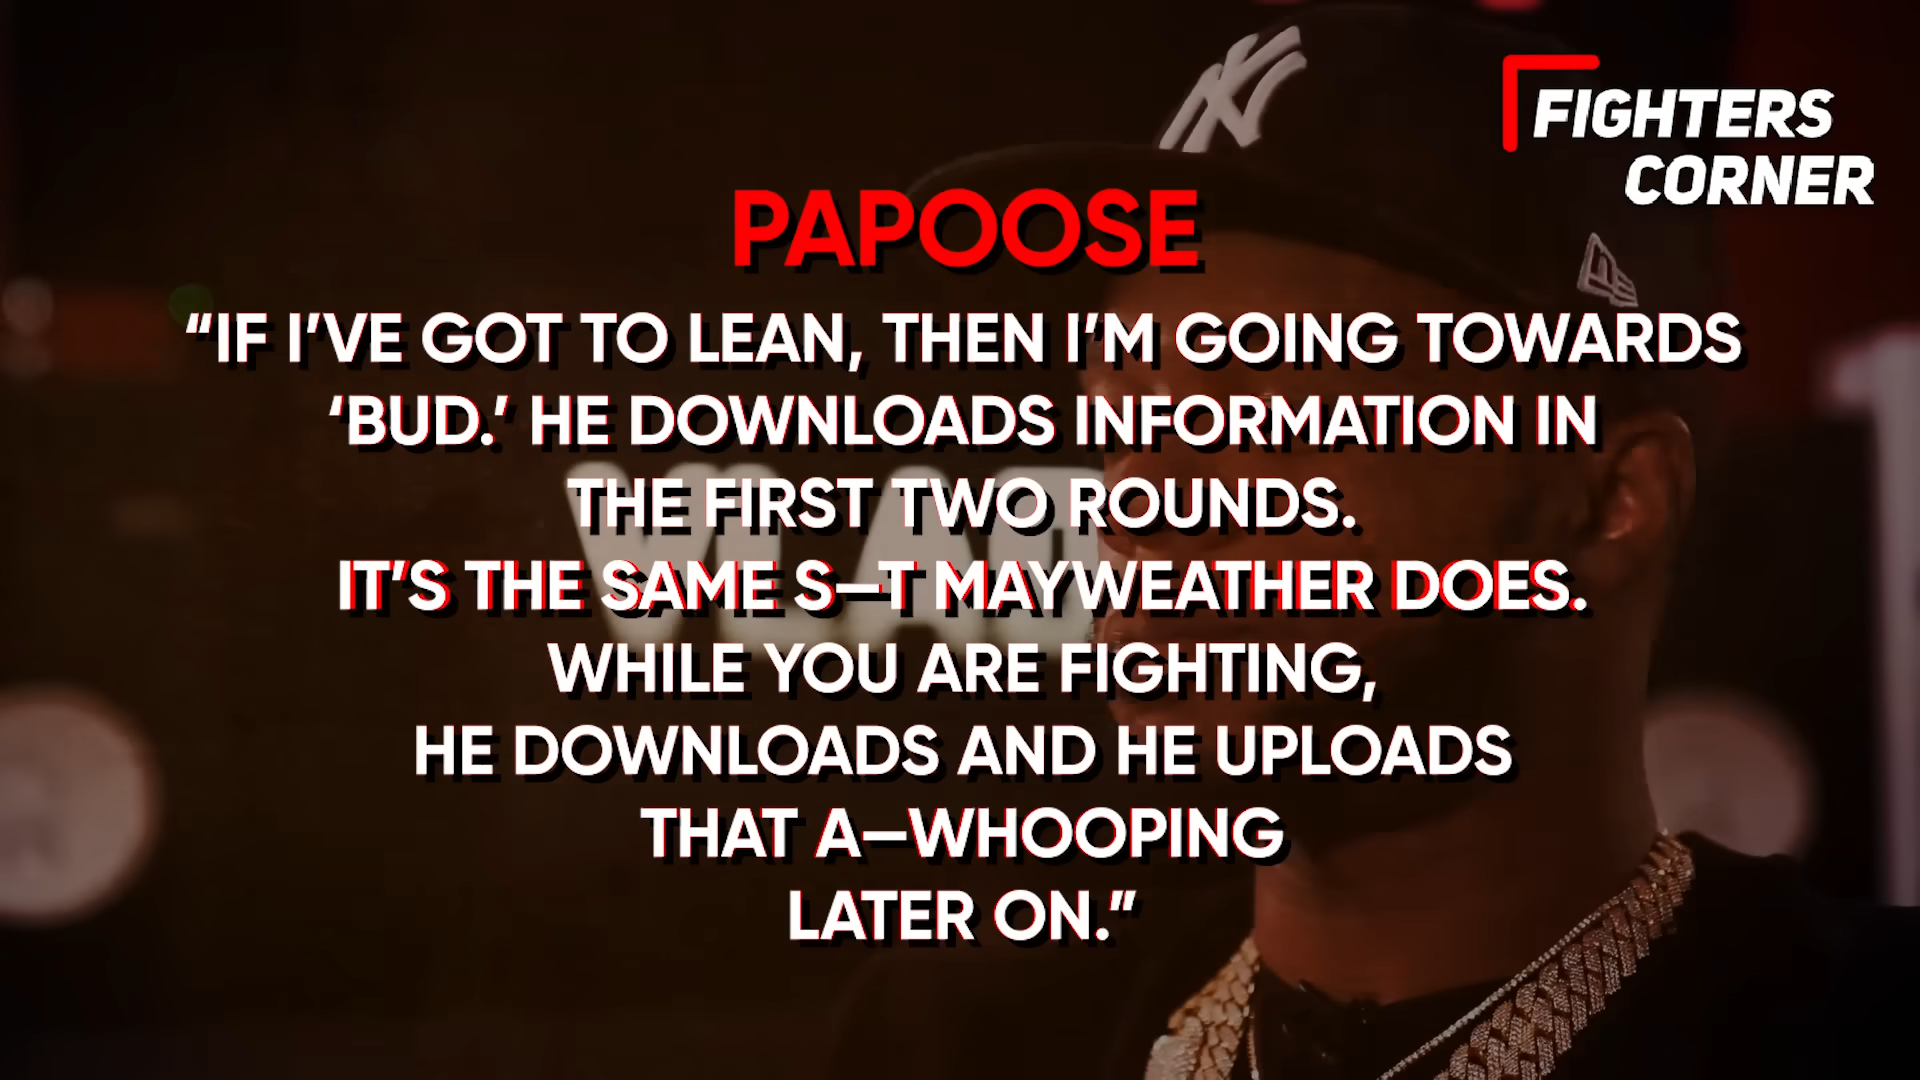 NY
FIGHTERS
CORNER
PAPOOSE
“IF I’VE GOT TO LEAN, THEN I’M GOING TOWARDS
‘BUD.’ HE DOWNLOADS INFORMATION IN
THE FIRST TWO ROUNDS.
IT’S THE SAME S—T MAYWEATHER DOES.
WHILE YOU ARE FIGHTING,
HE DOWNLOADS AND HE UPLOADS
THAT A—WHOOPING
LATER ON.”
VLAD